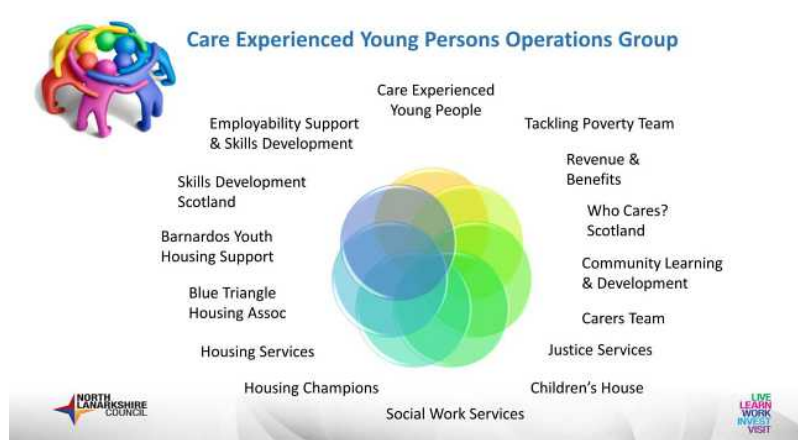 Care Experienced Young Persons Operations Group
Care Experienced
Young People
Employability Support
& Skills Development
Tackling Poverty Team
Skills Development
Scotland
Revenue &
Benefits
Who Cares?
Scotland
Barnardos Youth
Housing Support
Community Learning
& Development
Blue Triangle
Housing Assoc
Carers Team
Housing Services
Justice Services
Housing Champions
Children's House
Social Work Services
NORTH
LANARKSHIRE
COUNCIL
LIVE
LEARN
WORK
INVEST
VISIT